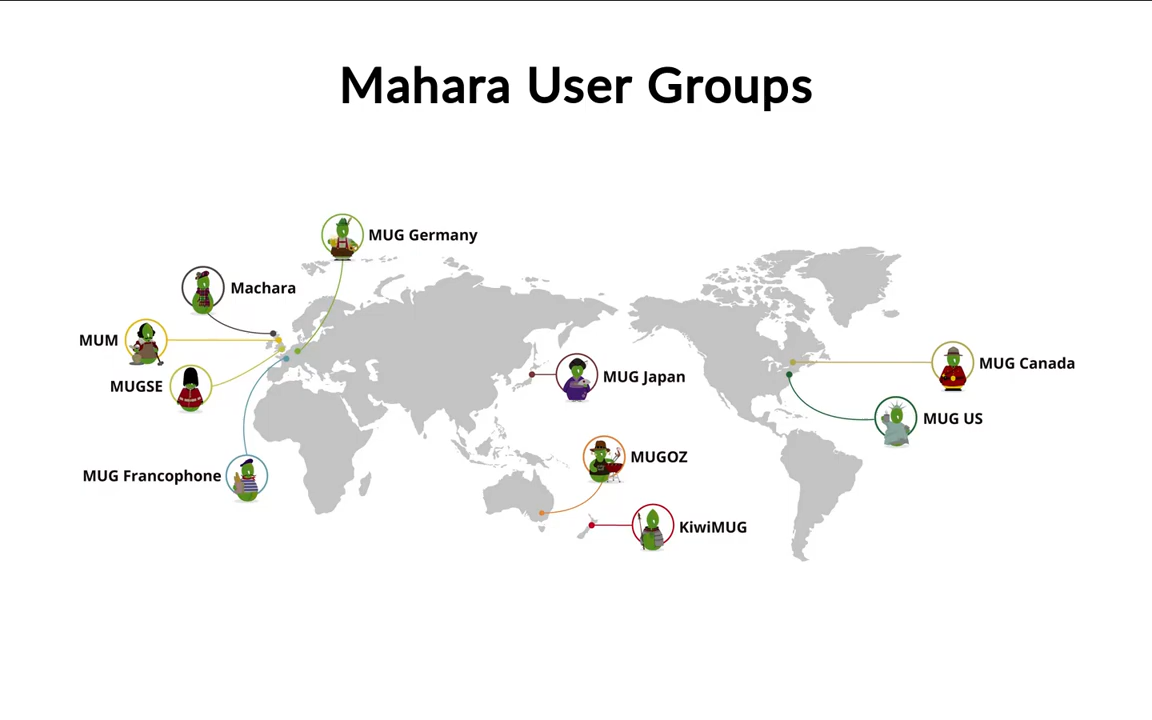 Mahara User Groups
MUG Germany
Machara
MUM
MUG Canada
MUG Japan
MUGSE
MUG US
MUGOZ
MUG Francophone
KiwiMUG